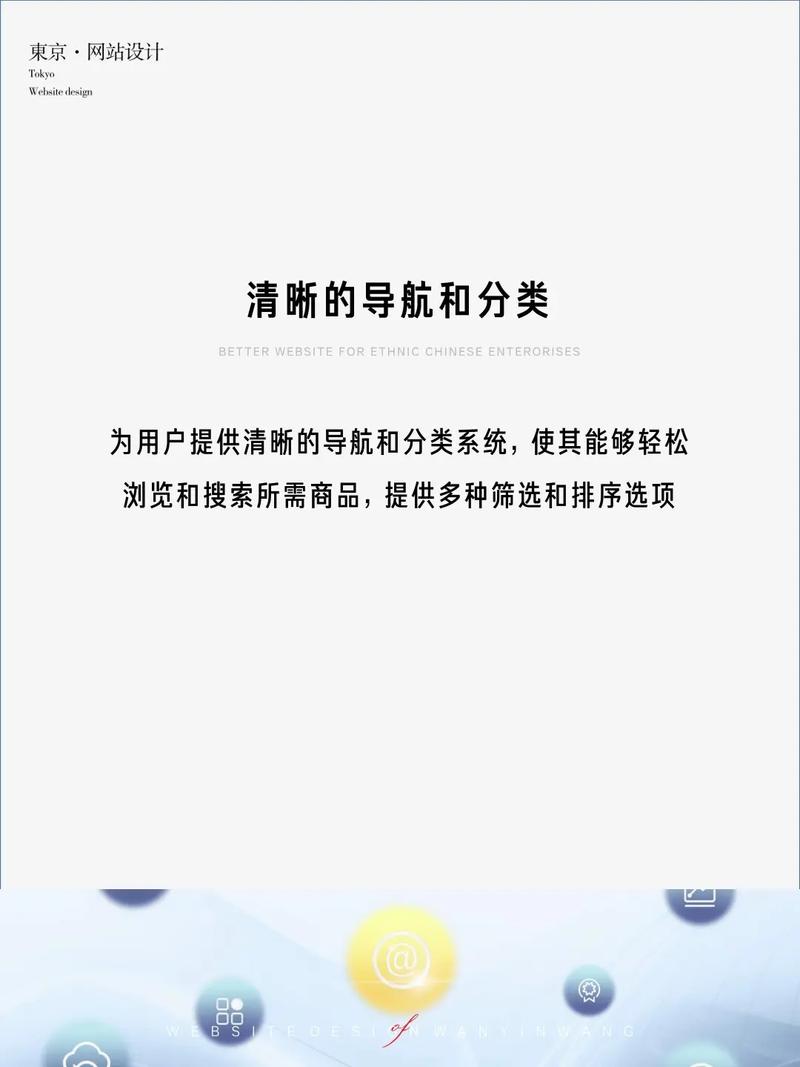 東京·网站设计
Tokyo
Website design
清晰的导航和分类
BETTER WEBSITE FOR ETHNIC CHINESE ENTERORISES
为用户提供清晰的导航和分类系统，使其能够轻松
浏览和搜索所需商品，提供多种筛选和排序选项
@
WEBSITE DESIGN of WANYINWANG